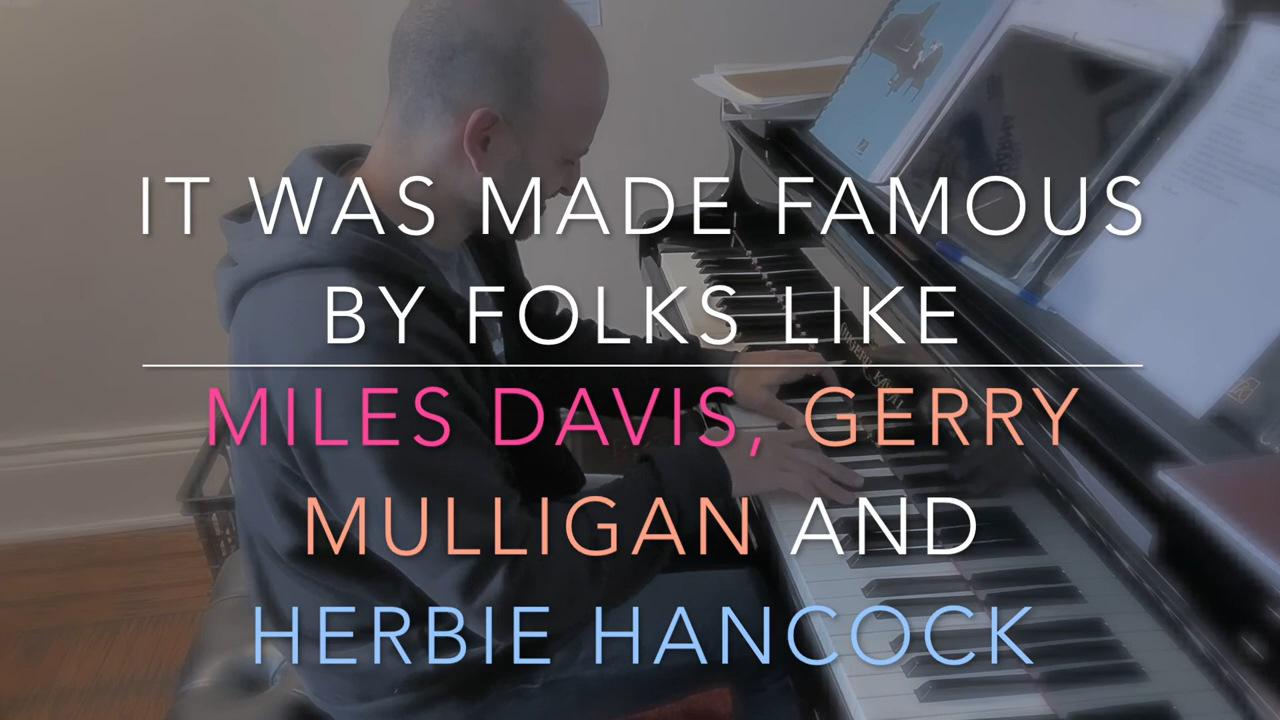 IT WAS MADE FAMOUS
BY FOLKS LIKE
MILES DAVIS, GERRY
MULLIGAN AND
HERBIE HANCOCK